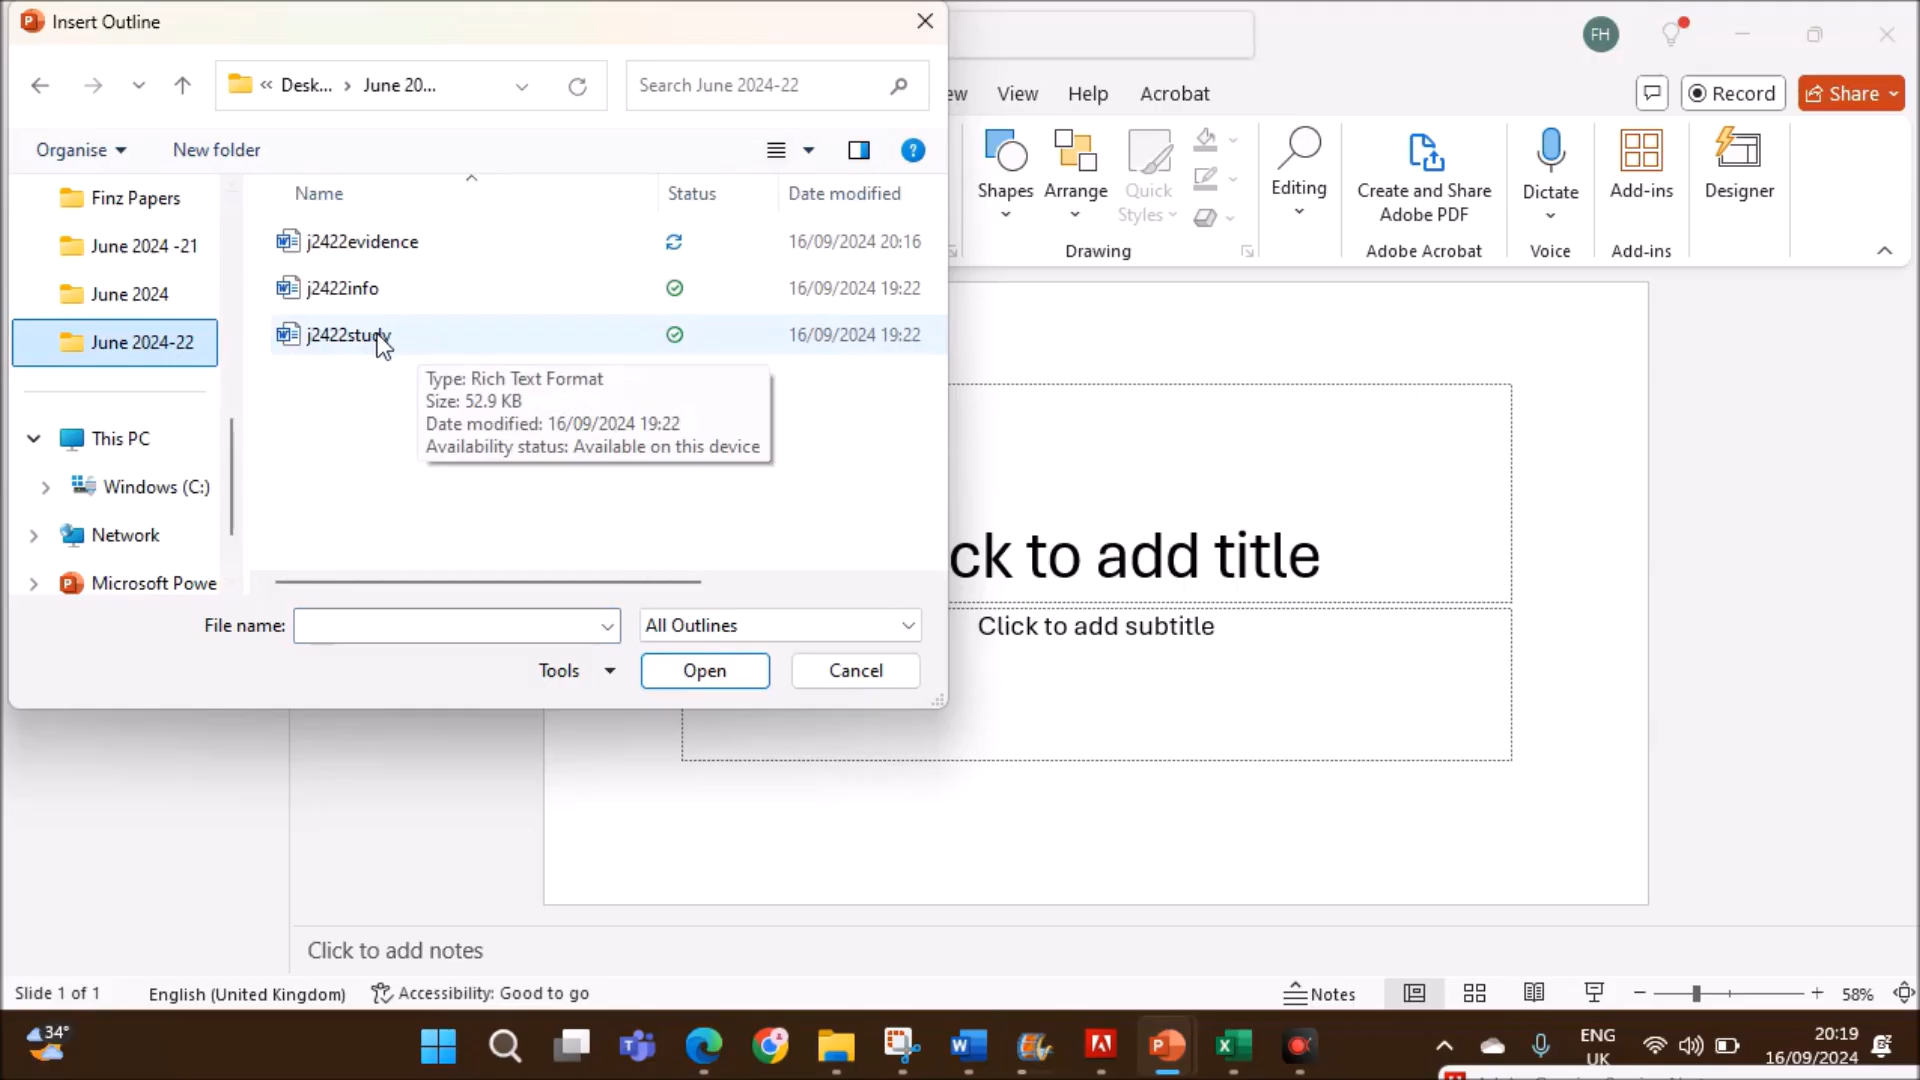 Insert Outline
FH
Desk...
June 20...
Search June 2024-22
View
Help
Acrobat
Record
Share
Organise
New folder
Shapes
Arrange
Quick
Styles
Editing
Create and Share
Adobe PDF
Dictate
Add-ins
Designer
Drawing
Adobe Acrobat
Voice
Add-ins
Name
Status
Date modified
Finz Papers
June 2024 -21
June 2024
June 2024-22
j2422evidence
16/09/2024 20:16
j2422info
16/09/2024 19:22
j2422study
16/09/2024 19:22
Type: Rich Text Format
Size: 52.9 KB
Date modified: 16/09/2024 19:22
Availability status: Available on this device
This PC
Windows (C:)
Network
Microsoft Powe
File name:
All Outlines
Tools
Open
Cancel
ck to add title
Click to add subtitle
Click to add notes
Slide 1 of 1
English (United Kingdom)
Accessibility: Good to go
Notes
58%
34°
ENG
UK
20:19
16/09/2024